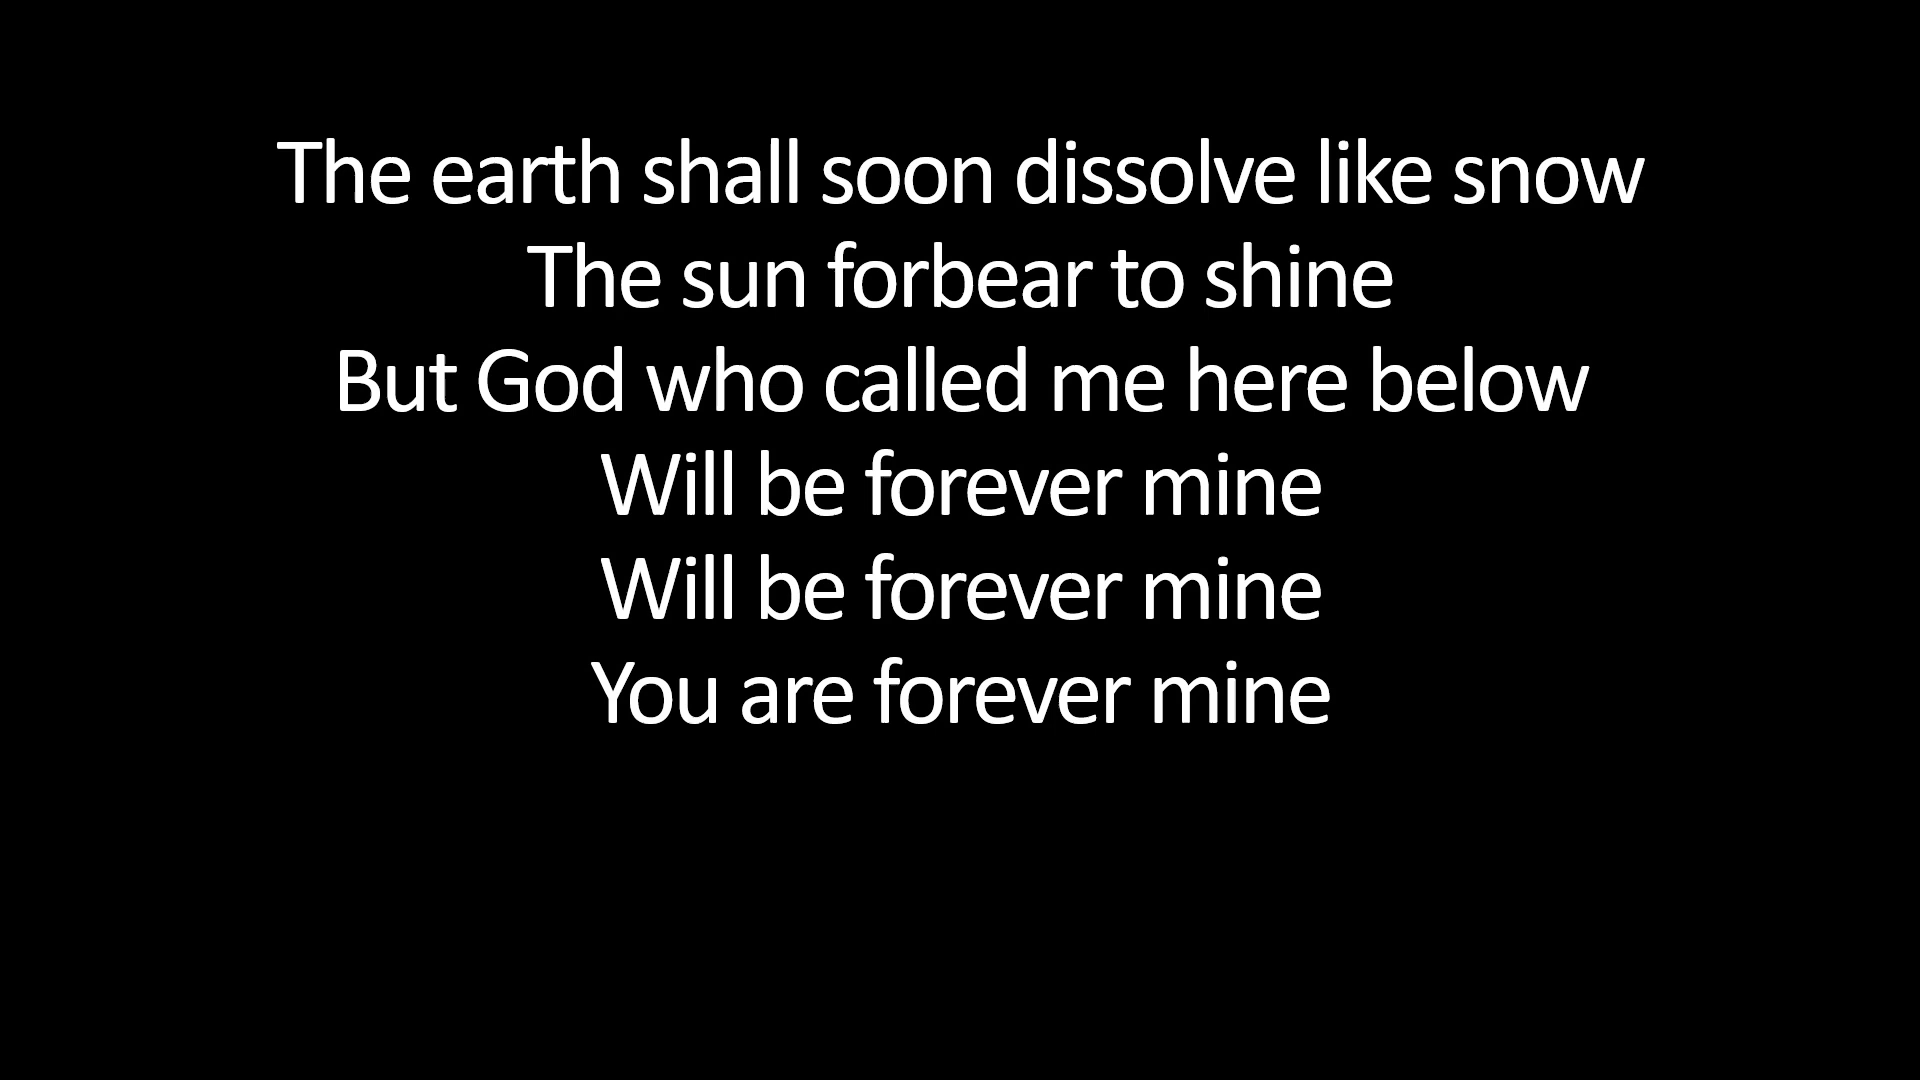 The earth shall soon dissolve like snow
The sun forbear to shine
But God who called me here below
Will be forever mine
Will be forever mine
You are forever mine